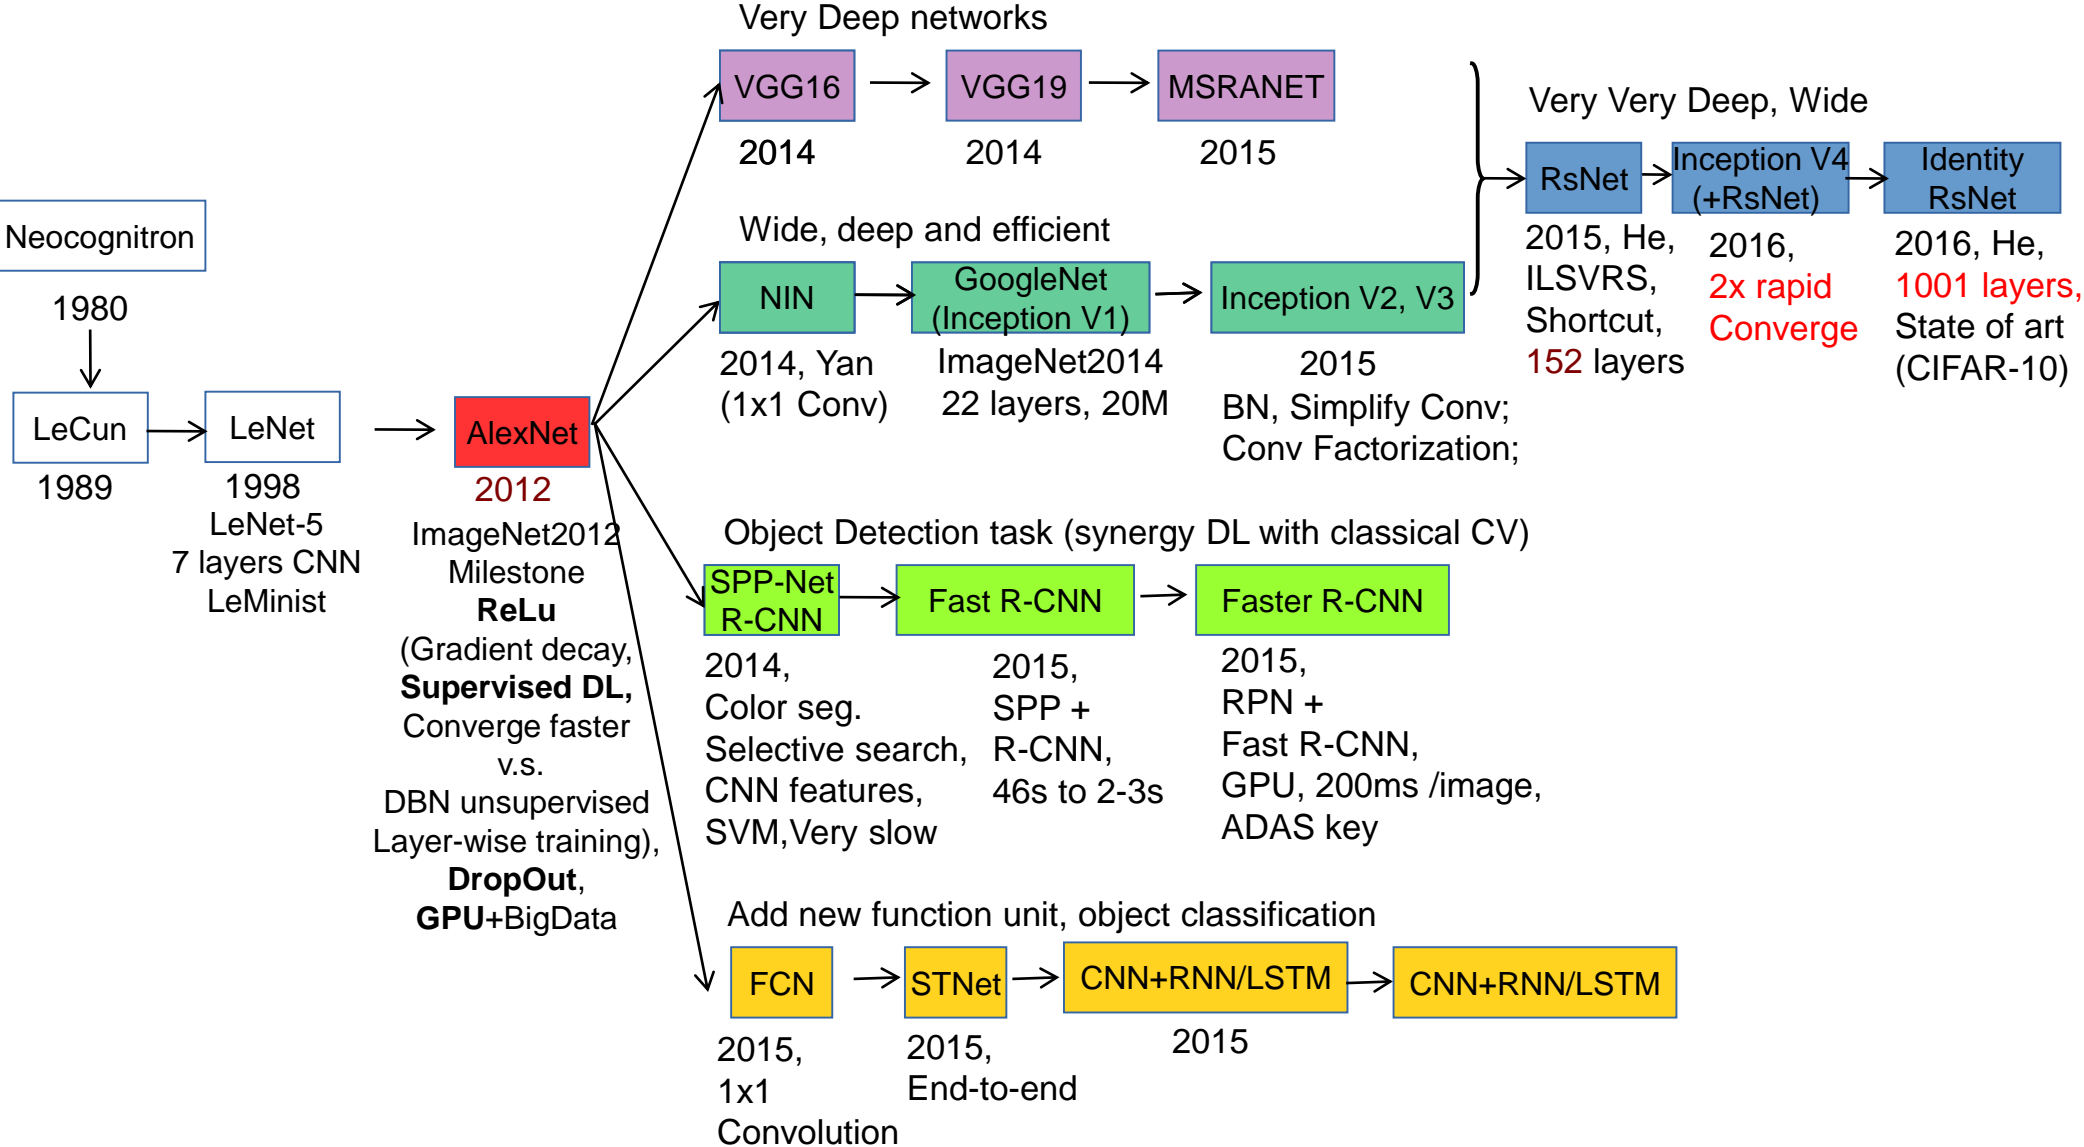 Neocognitron
1980
LeCun
1989
LeNet
1998
LeNet-5
7 layers CNN
LeMinist
AlexNet
2012
ImageNet2012
Milestone
ReLu
(Gradient decay,
Supervised DL,
Converge faster
v.s.
DBN unsupervised
Layer-wise training),
DropOut,
GPU+BigData
Very Deep networks
VGG16
2014
VGG19
2014
MSRANET
2015
Wide, deep and efficient
NIN
2014, Yan
(1x1 Conv)
GoogleNet
(Inception V1)
ImageNet2014
22 layers, 20M
Inception V2, V3
2015
BN, Simplify Conv;
Conv Factorization;
Very Very Deep, Wide
RsNet
2015, He,
ILSVRS,
Shortcut,
152 layers
Inception V4
(+RsNet)
2016,
2x rapid
Converge
Identity
RsNet
2016, He,
1001 layers,
State of art
(CIFAR-10)
Object Detection task (synergy DL with classical CV)
SPP-Net
R-CNN
2014,
Color seg.
Selective search,
CNN features,
SVM,Very slow
Fast R-CNN
2015,
SPP +
R-CNN,
46s to 2-3s
Faster R-CNN
2015,
RPN +
Fast R-CNN,
GPU, 200ms /image,
ADAS key
Add new function unit, object classification
FCN
2015,
1x1
Convolution
STNet
2015,
End-to-end
CNN+RNN/LSTM
2015
CNN+RNN/LSTM